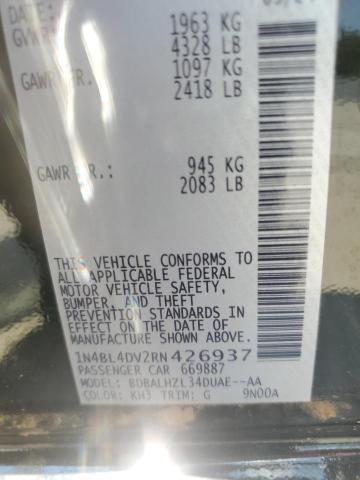 DATE:
GVWR: 1963 KG
4328 LB
GAWR FR.: 1097 KG
2418 LB
GAWR RR.: 945 KG
2083 LB
THIS VEHICLE CONFORMS TO
ALL APPLICABLE FEDERAL
MOTOR VEHICLE SAFETY,
BUMPER, AND THEFT
PREVENTION STANDARDS
IN EFFECT ON THE DATE OF
MANUFACTURE SHOWN ABOVE.
1N4BL4DV2RN426937
PASSENGER CAR 669887
MODEL: BDBALHZL34DUAE--AA
COLOR: KH3 TRIM: G 9N00A